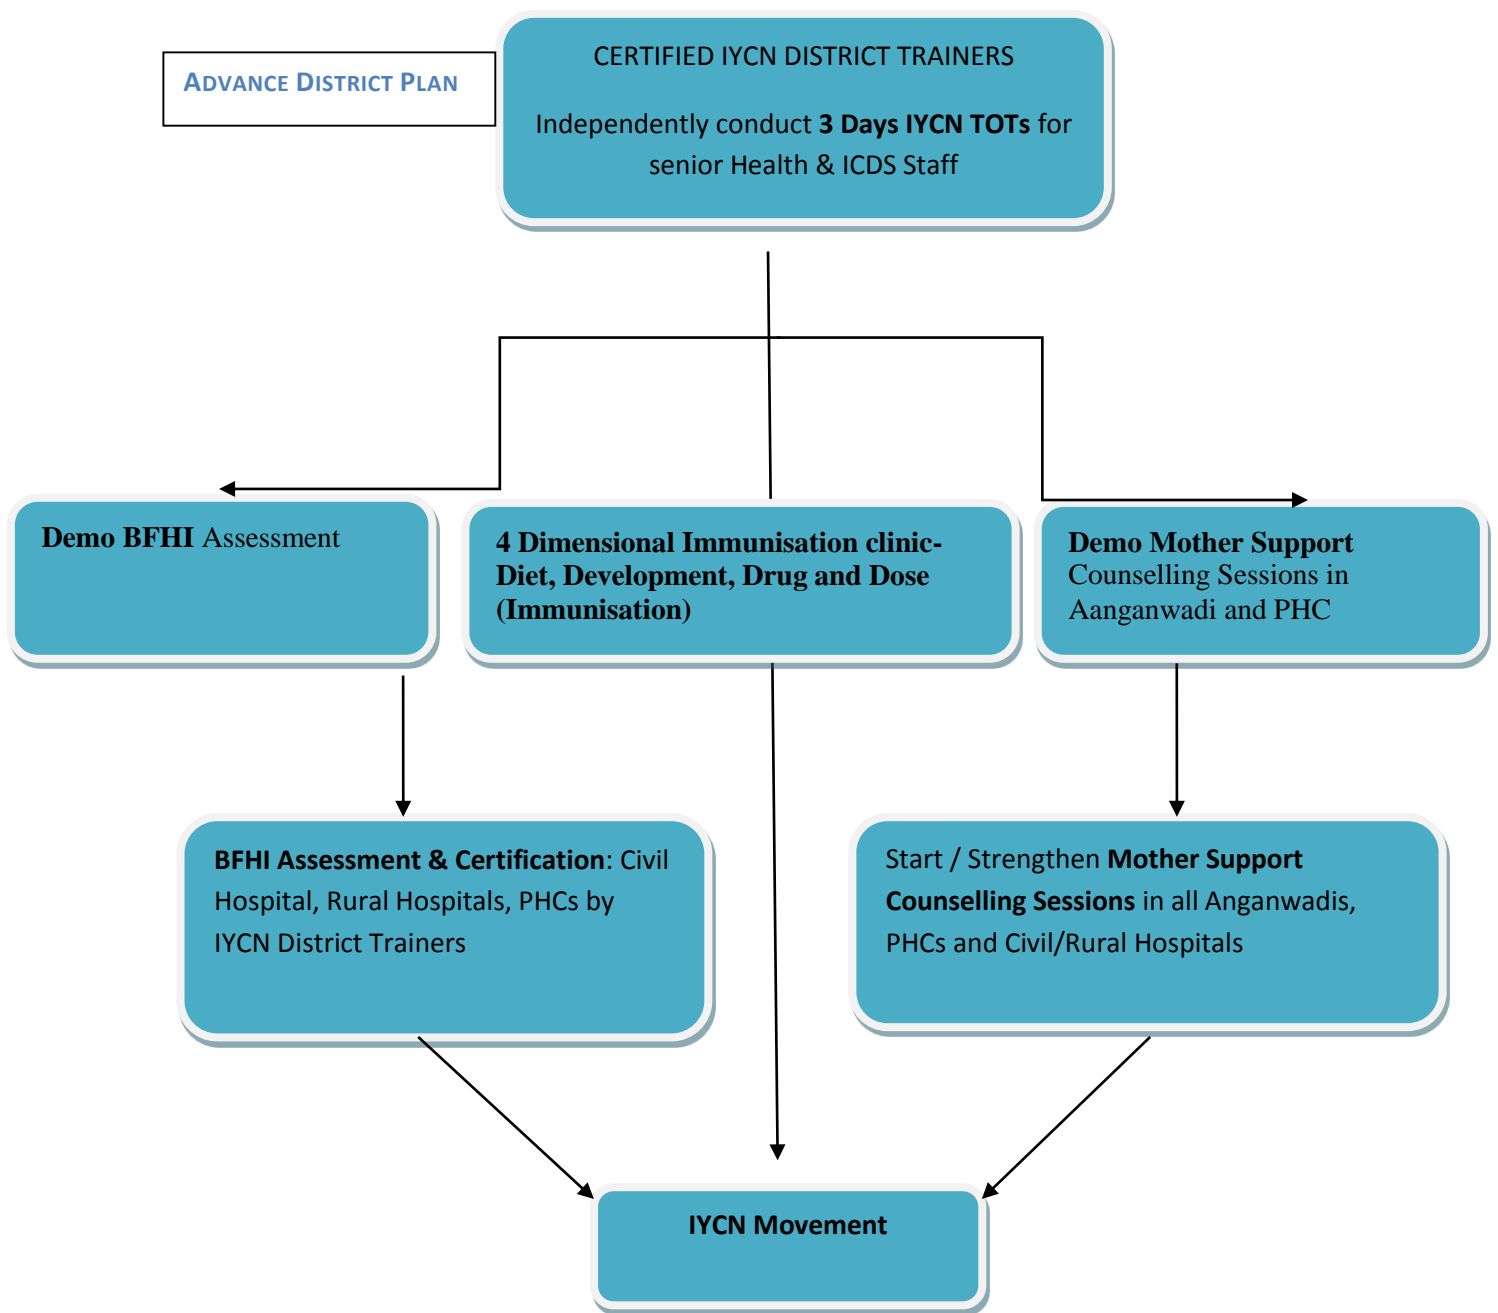 ADVANCE DISTRICT PLAN
CERTIFIED IYCN DISTRICT TRAINERS
Independently conduct 3 Days IYCN TOTs for
senior Health & ICDS Staff
Demo BFHI Assessment
4 Dimensional Immunisation clinic-
Diet, Development, Drug and Dose
(Immunisation)
Demo Mother Support
Counselling Sessions in
Aanganwadi and PHC
BFHI Assessment & Certification: Civil
Hospital, Rural Hospitals, PHCs by
IYCN District Trainers
Start / Strengthen Mother Support
Counselling Sessions in all Anganwadis,
PHCs and Civil/Rural Hospitals
IYCN Movement